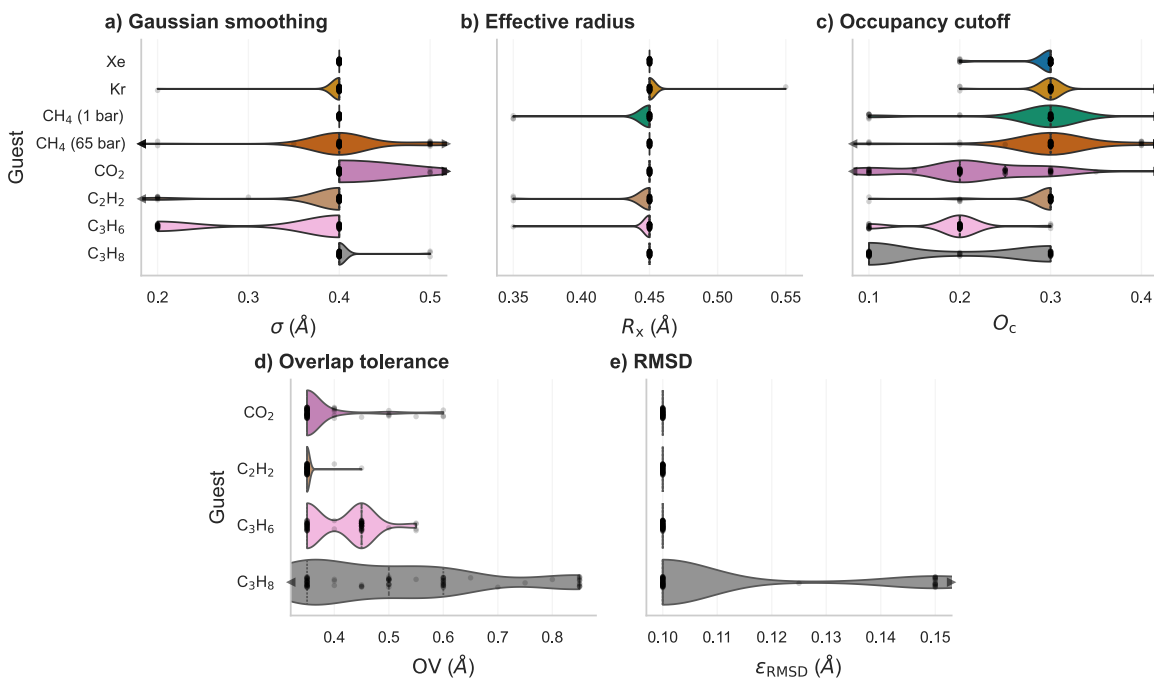 a) Gaussian smoothing
b) Effective radius
c) Occupancy cutoff
Guest
Xe
Kr
CH₄ (1 bar)
CH₄ (65 bar)
CO₂
C₂H₂
C₃H₆
C₃H₈
0.2 0.3 0.4 0.5
σ (Å)
0.35 0.40 0.45 0.50 0.55
Rₓ (Å)
0.1 0.2 0.3 0.4
O_c
d) Overlap tolerance
e) RMSD
Guest
CO₂
C₂H₂
C₃H₆
C₃H₈
0.4 0.5 0.6 0.7 0.8
OV (Å)
0.10 0.11 0.12 0.13 0.14 0.15
ε_RMSD (Å)